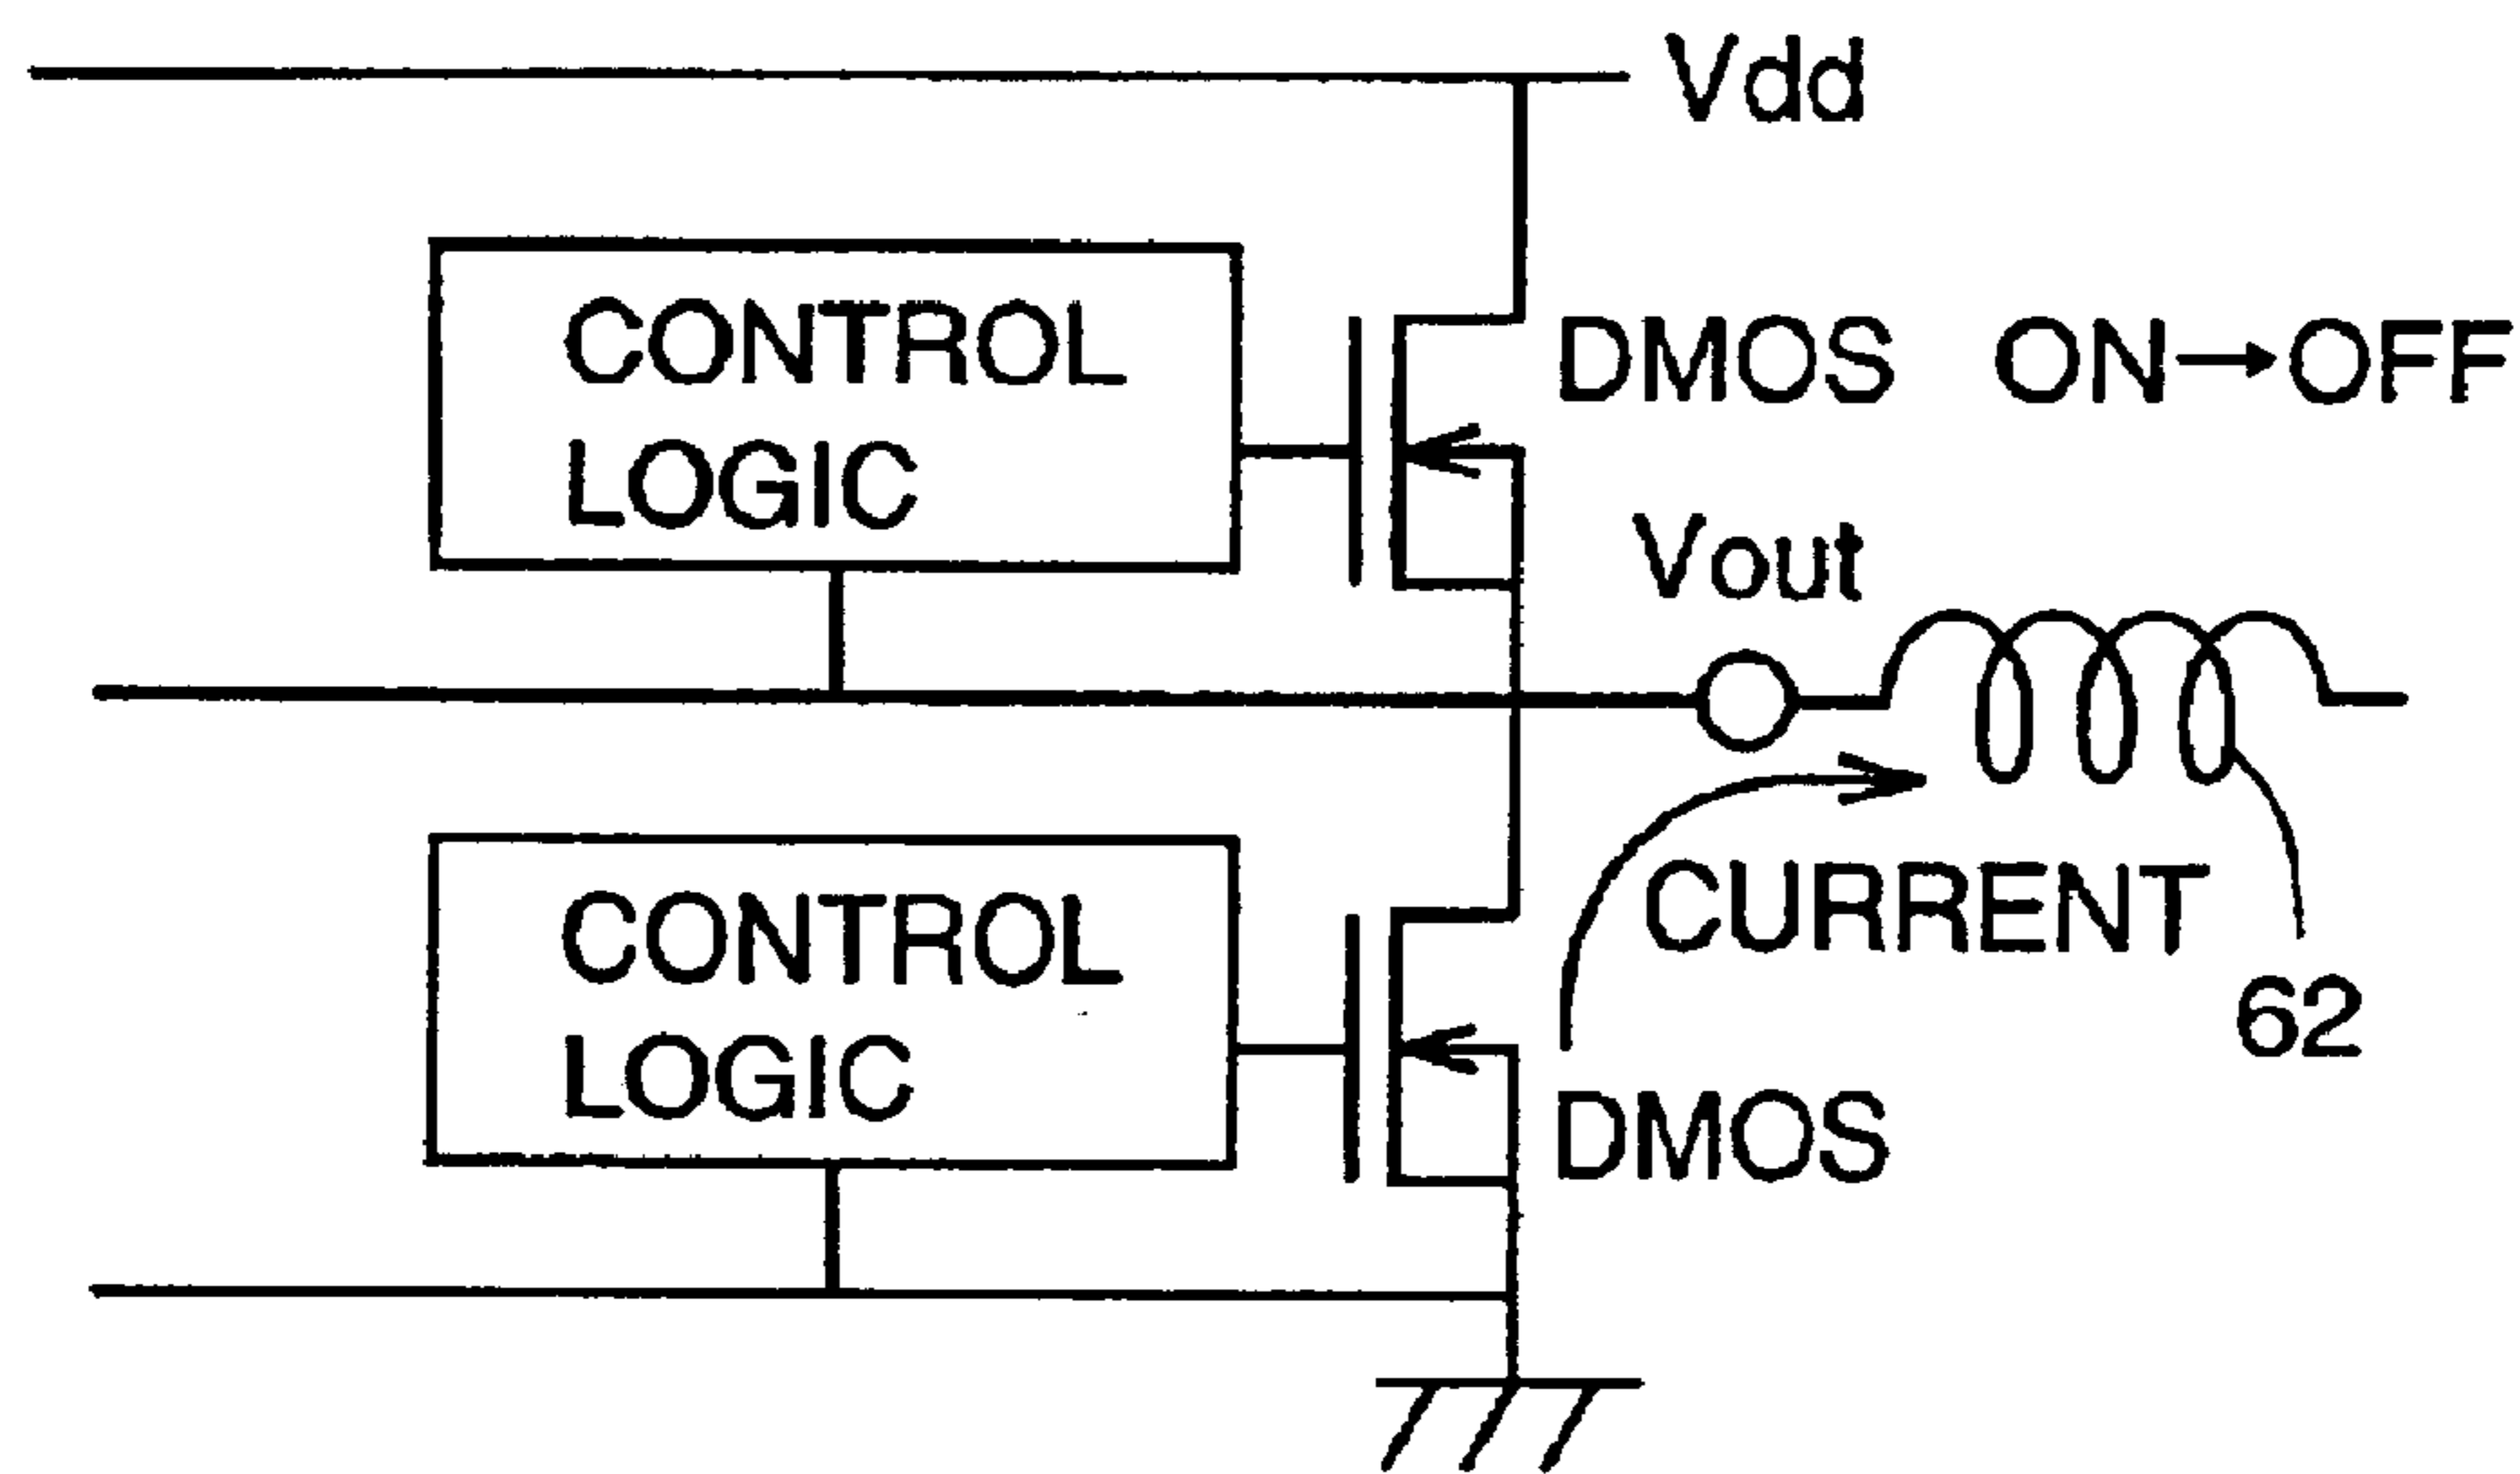 Vdd
CONTROL
LOGIC
DMOS ON→OFF
Vout
CURRENT
62
CONTROL
LOGIC
DMOS